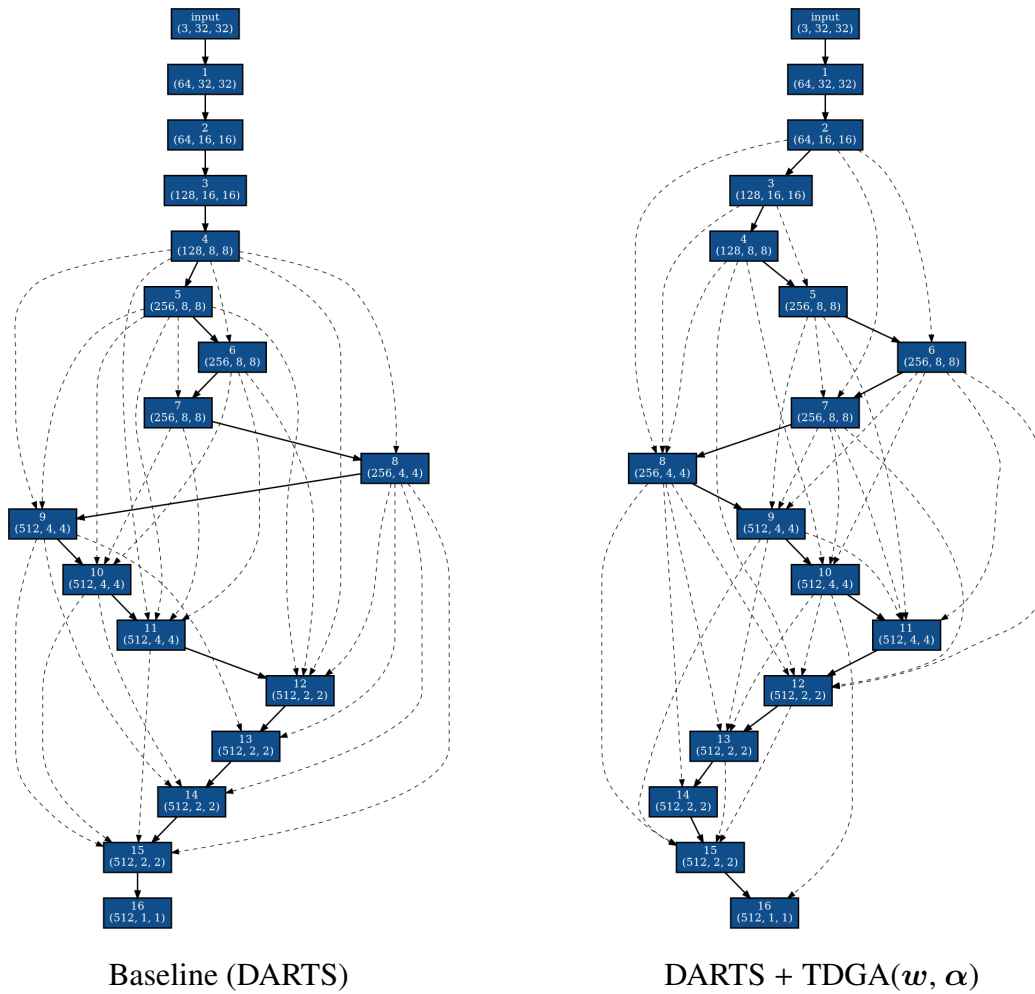 input
(3, 32, 32)
1
(64, 32, 32)
2
(64, 16, 16)
3
(128, 16, 16)
4
(128, 8, 8)
5
(256, 8, 8)
6
(256, 8, 8)
7
(256, 8, 8)
8
(256, 4, 4)
9
(512, 4, 4)
10
(512, 4, 4)
11
(512, 4, 4)
12
(512, 2, 2)
13
(512, 2, 2)
14
(512, 2, 2)
15
(512, 2, 2)
16
(512, 1, 1)
Baseline (DARTS)
input
(3, 32, 32)
1
(64, 32, 32)
2
(64, 16, 16)
3
(128, 16, 16)
4
(128, 8, 8)
5
(256, 8, 8)
6
(256, 8, 8)
7
(256, 8, 8)
8
(256, 4, 4)
9
(512, 4, 4)
10
(512, 4, 4)
11
(512, 4, 4)
12
(512, 2, 2)
13
(512, 2, 2)
14
(512, 2, 2)
15
(512, 2, 2)
16
(512, 1, 1)
DARTS + TDGA(w, α)